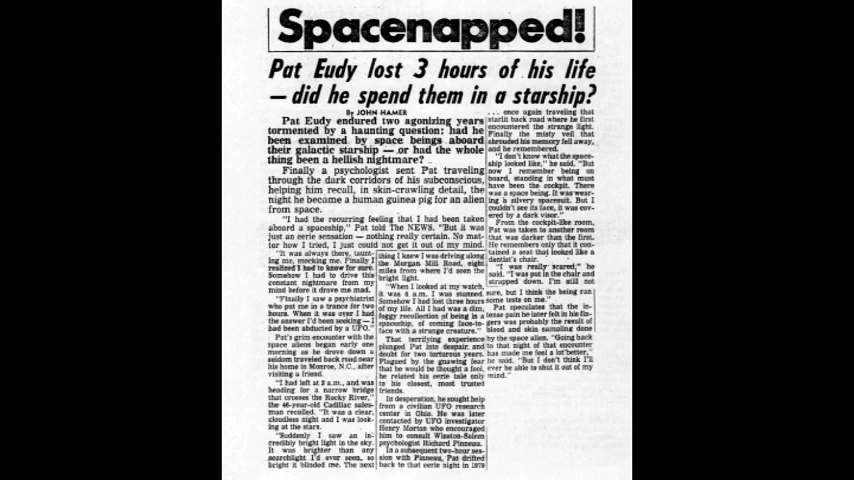 Spacenapped!
Pat Eudy lost 3 hours of his life
— did he spend them in a starship?
By JOHN HAMER
Pat Eudy endured two agonizing years
tormented by a haunting question: had he
been examined by space beings aboard
their galactic starship — or had the whole
thing been a hellish nightmare?
Finally a psychologist sent Pat traveling
through the dark corridors of his subconscious,
helping him recall, in skin-crawling detail, the
night he became a human guinea pig for an alien
from space.
"I had the recurring feeling that I had been taken
aboard a spaceship," Pat told The NEWS. "But it was
just an eerie sensation — nothing really certain. No mat-
ter how I tried, I just could not get it out of my mind.
"It was always there, taunt-
ing me, mocking me. Finally I
realized I had to know for sure.
Somehow I had to drive this
constant nightmare from my
mind before it drove me mad.
"Finally I saw a psychiatrist
who put me in a trance for two
hours. When it was over I had
the answer I'd been seeking — I
had been abducted by a UFO."
Pat's grim encounter with the
space aliens began early one
morning as he drove down a
seldom traveled back road near
his home in Monroe, N.C., after
visiting a friend.
"I had left at 3 a.m., and was
heading for a narrow bridge
that crosses the Rocky River,"
the 46-year-old Cadillac sales-
man recalled. "It was a clear,
cloudless night and I was look-
ing at the stars.
"Suddenly I saw an in-
credibly bright light in the sky.
It was brighter than any
searchlight I'd ever seen, so
bright it blinded me. The next
thing I knew I was driving along
the Morgan Mill Road, eight
miles from where I'd seen the
bright light.
"When I looked at my watch,
it was 6 a.m. I was stunned.
Somehow I had lost three hours
of my life. All I had was a dim,
foggy recollection of being in a
spaceship, of coming face-to-
face with a strange creature."
That terrifying experience
plunged Pat into despair, and
doubt for two torturous years.
Plagued by the gnawing fear
that he would be thought a fool,
he related his eerie tale only
to his closest, most trusted
friends.
In desperation, he sought help
from a civilian UFO research
center in Ohio. He was later
contacted by UFO investigator
Henry Morton who encouraged
him to consult Winston-Salem
psychologist Richard Pinneau.
In a subsequent two-hour ses-
sion with Pinneau, Pat drifted
back to that eerie night in 1979
. . . once again traveling that
starlit back road where he first
encountered the strange light.
Finally the misty veil that
shrouded his memory fell away,
and he remembered.
"I don't know what the space-
ship looked like," he said. "But
now I remember being on
board, standing in what must
have been the cockpit. There
was a space being. It was wear-
ing a silvery spacesuit. But I
couldn't see its face, it was cov-
ered by a dark visor."
From the cockpit-like room,
Pat was taken to another room
that was darker than the first.
He remembers only that it con-
tained a seat that looked like a
dentist's chair.
"I was really scared," he
said. "I was put in the chair and
strapped down. I'm still not
sure, but I think the being ran
some tests on me."
Pat speculates that the in-
tense pain he later felt in his fin-
gers was probably the result of
blood and skin sampling done
by the space alien. "Going back
to that night of that encounter
has made me feel a lot better,"
he said. "But I don't think I'll
ever be able to shut it out of my
mind."